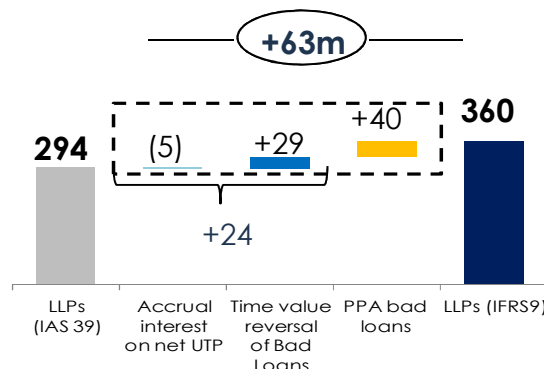 +63m
294
(5)
+29
+40
360
+24
LLPs
(IAS 39)
Accrual
interest
on net UTP
Time value
reversal
of Bad
Loans
PPA bad
loans
LLPs (IFRS9)